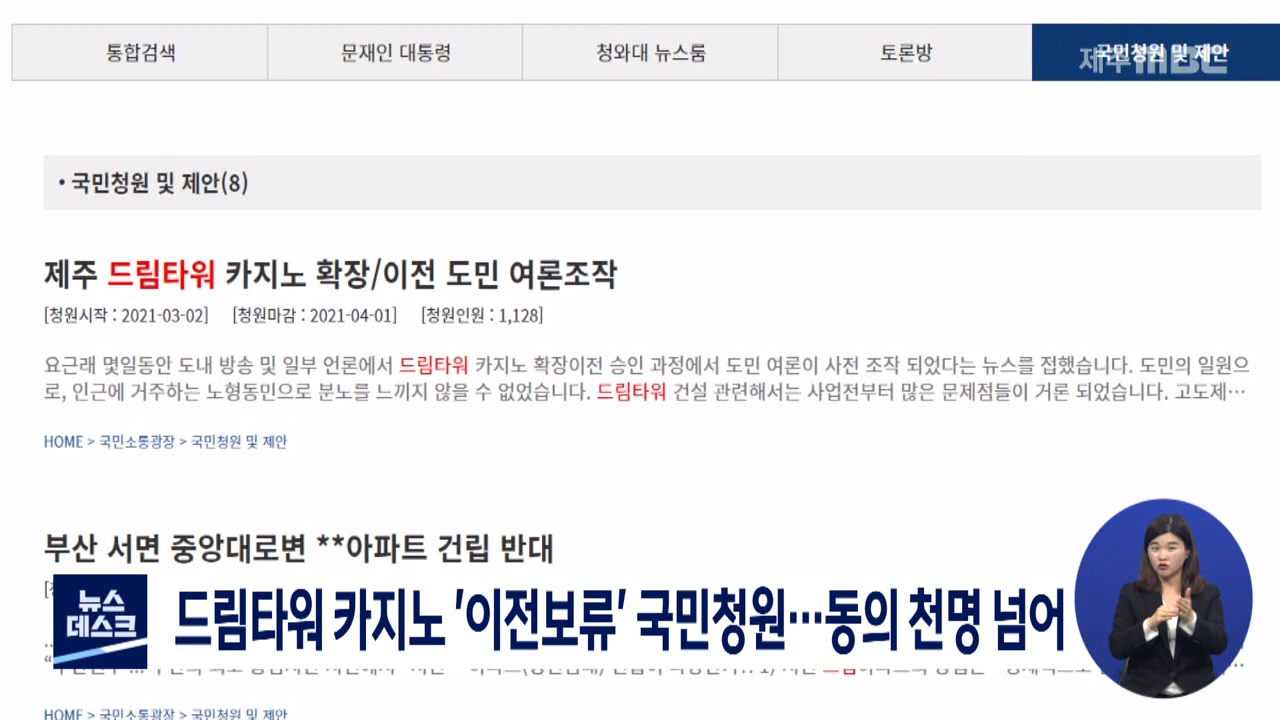 통합검색
문재인 대통령
청와대 뉴스룸
토론방
국민청원 및 제안
제주MBC
• 국민청원 및 제안(8)
제주 드림타워 카지노 확장/이전 도민 여론조작
[청원시작 : 2021-03-02] [청원마감 : 2021-04-01] [청원인원 : 1,128]
요근래 몇일동안 도내 방송 및 일부 언론에서 드림타워 카지노 확장이전 승인 과정에서 도민 여론이 사전 조작 되었다는 뉴스를 접했습니다. 도민의 일원으
로, 인근에 거주하는 노형동민으로 분노를 느끼지 않을 수 없었습니다. 드림타워 건설 관련해서는 사업전부터 많은 문제점들이 거론 되었습니다. 고도제…
HOME > 국민소통광장 > 국민청원 및 제안
부산 서면 중앙대로변 **아파트 건립 반대
뉴스
데스크
드림타워 카지노 '이전보류' 국민청원…동의 천명 넘어
HOME > 국민소통광장 > 국민청원 및 제안